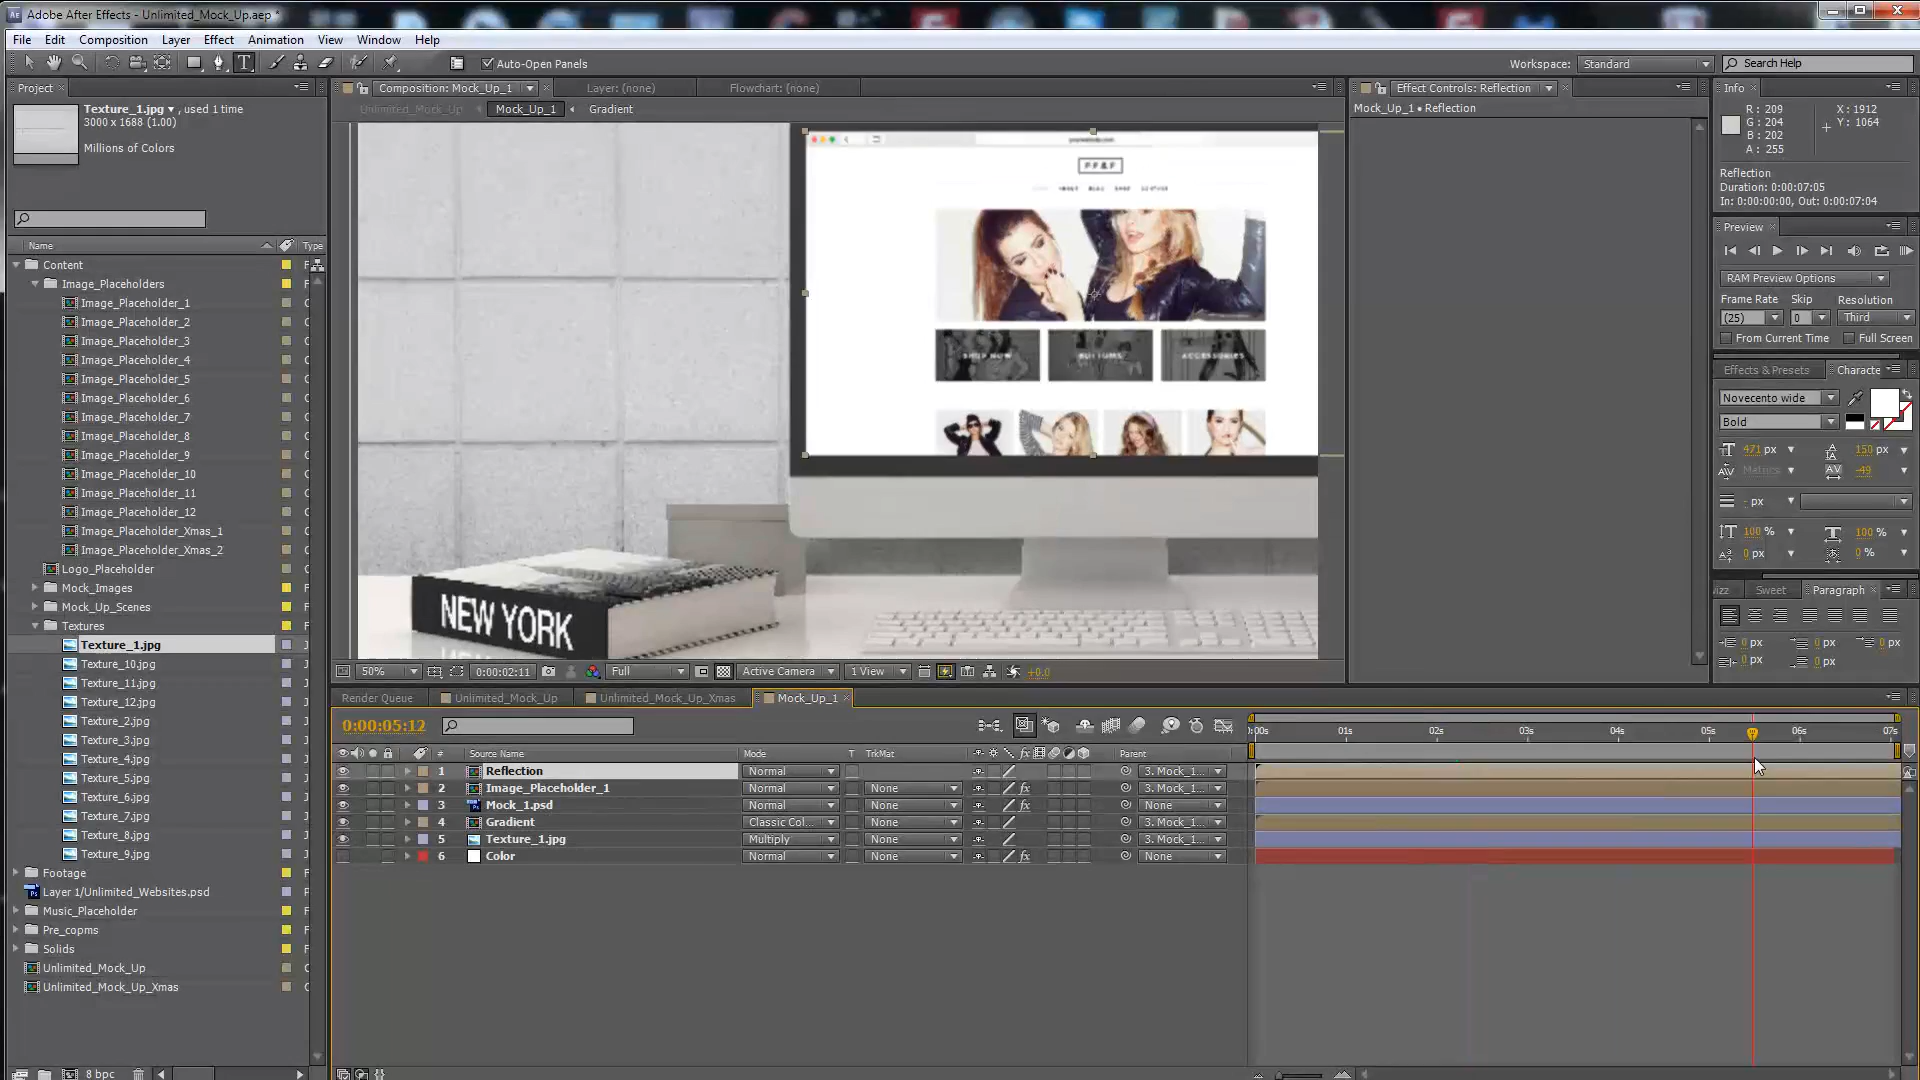 Adobe After Effects - Unlimited_Mock_Up.aep *
File Edit Composition Layer Effect Animation View Window Help
Auto-Open Panels
Workspace: Standard
Search Help
Project
Texture_1.jpg , used 1 time
3000 x 1688 (1.00)
Millions of Colors
Name Type
Content
Image_Placeholders
Image_Placeholder_1
Image_Placeholder_2
Image_Placeholder_3
Image_Placeholder_4
Image_Placeholder_5
Image_Placeholder_6
Image_Placeholder_7
Image_Placeholder_8
Image_Placeholder_9
Image_Placeholder_10
Image_Placeholder_11
Image_Placeholder_12
Image_Placeholder_Xmas_1
Image_Placeholder_Xmas_2
Logo_Placeholder
Mock_Images
Mock_Up_Scenes
Textures
Texture_1.jpg
Texture_10.jpg
Texture_11.jpg
Texture_12.jpg
Texture_2.jpg
Texture_3.jpg
Texture_4.jpg
Texture_5.jpg
Texture_6.jpg
Texture_7.jpg
Texture_8.jpg
Texture_9.jpg
Footage
Layer 1/Unlimited_Websites.psd
Music_Placeholder
Pre_copms
Solids
Unlimited_Mock_Up
Unlimited_Mock_Up_Xmas
8 bpc
Composition: Mock_Up_1 Layer: (none) Flowchart: (none)
Unlimited_Mock_Up Mock_Up_1 Gradient
SHOP NOW BOTTOMS ACCESSORIES
NEW YORK
50% 0:00:02:11 Full Active Camera 1 View +0.0
Effect Controls: Reflection
Mock_Up_1 • Reflection
Info
R : 209 X : 1912
G : 204 Y : 1064
B : 202
A : 255
Reflection
Duration: 0:00:07:05
In: 0:00:00:00, Out: 0:00:07:04
Preview
RAM Preview Options
Frame Rate Skip Resolution
(25) 0 Third
From Current Time Full Screen
Effects & Presets Characte
Novecento wide
Bold
471 px 150 px
Metrics -49
- px
100 % 100 %
0 px 0 %
Sweet Paragraph
0 px 0 px 0 px
0 px 0 px
Render Queue Unlimited_Mock_Up Unlimited_Mock_Up_Xmas Mock_Up_1
0:00:05:12
00s 01s 02s 03s 04s 05s 06s 07s
# Source Name Mode T TrkMat Parent
1 Reflection Normal 3. Mock_1...
2 Image_Placeholder_1 Normal None 3. Mock_1...
3 Mock_1.psd Normal None None
4 Gradient Classic Col... None 3. Mock_1...
5 Texture_1.jpg Multiply None 3. Mock_1...
6 Color Normal None None